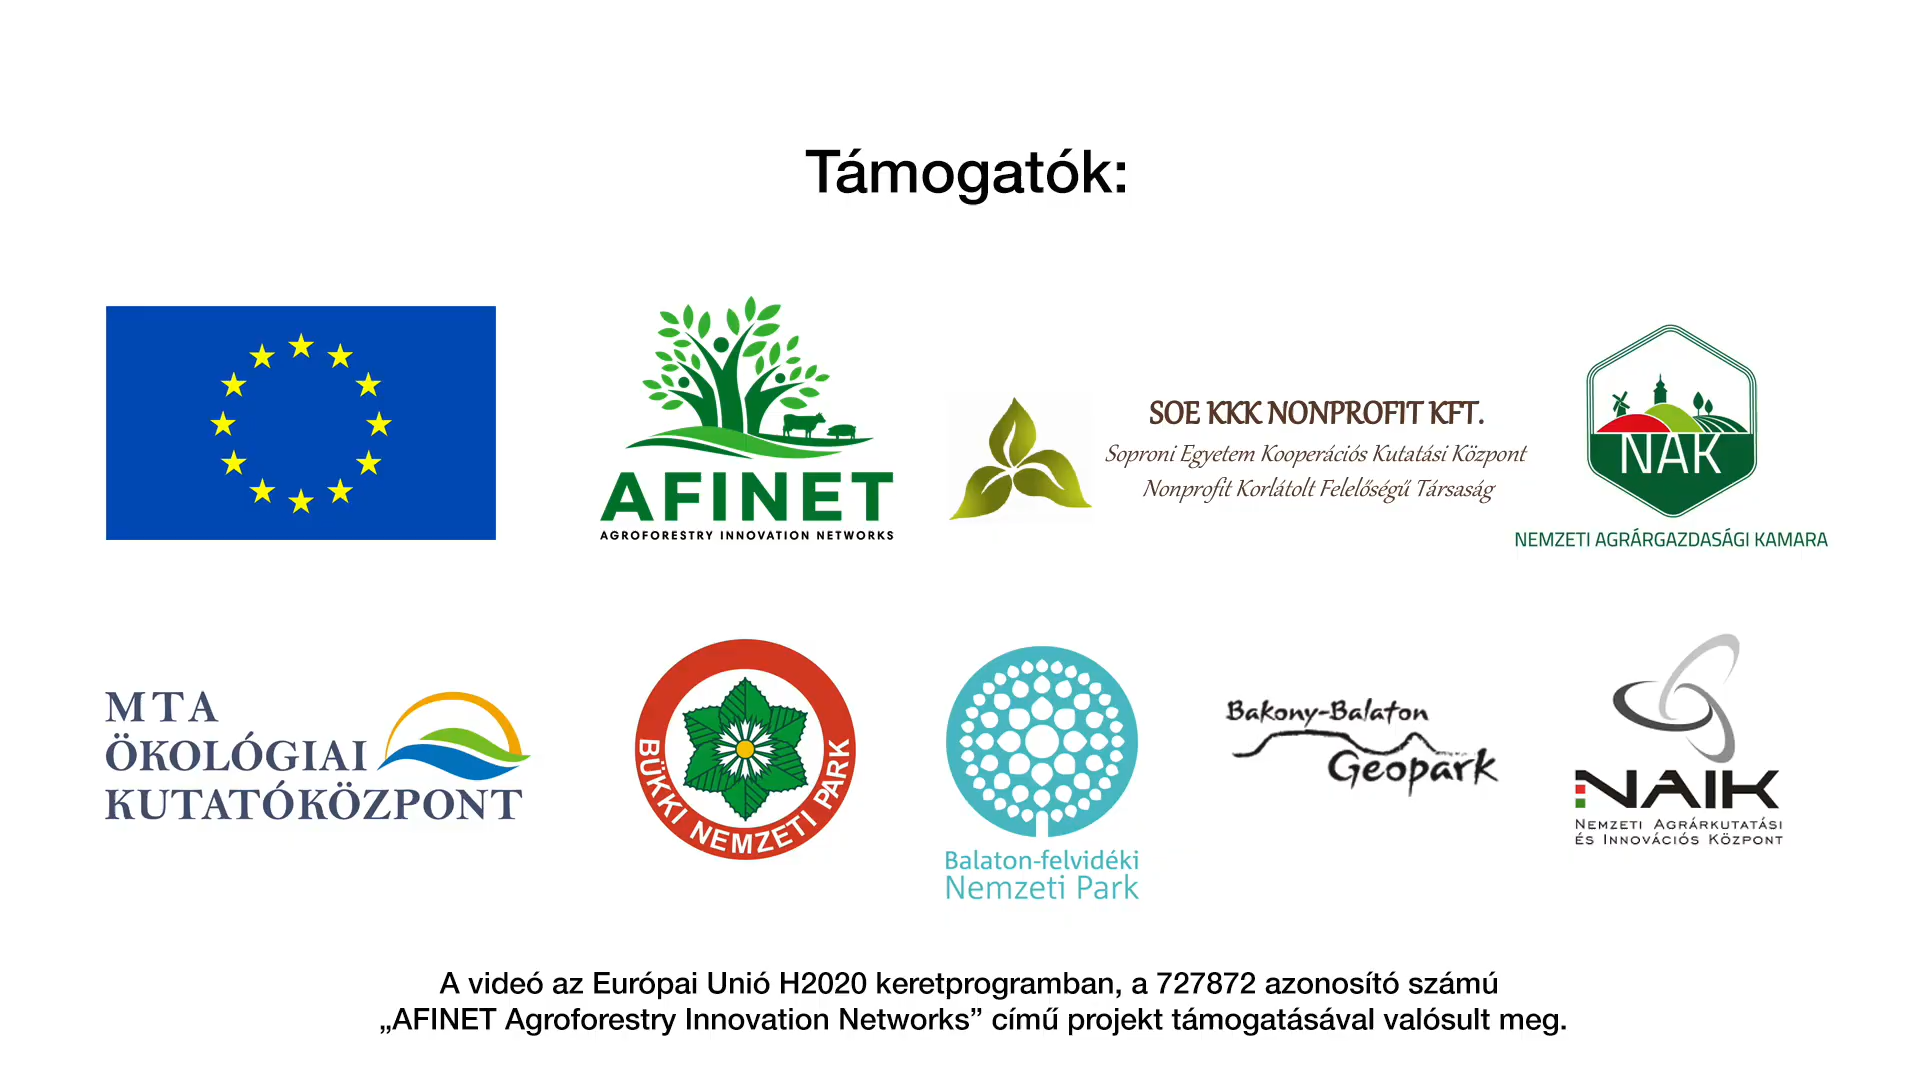 Támogatók:
AFINET
AGROFORESTRY INNOVATION NETWORKS
SOE KKK NONPROFIT KFT.
Soproni Egyetem Kooperációs Kutatási Központ
Nonprofit Korlátolt Felelőségű Társaság
NAK
NEMZETI AGRÁRGAZDASÁGI KAMARA
MTA
ÖKOLÓGIAI
KUTATÓKÖZPONT
BÜKKI NEMZETI PARK
Balaton-felvidéki
Nemzeti Park
Bakony-Balaton
Geopark
NAIK
NEMZETI AGRÁRKUTATÁSI
ÉS INNOVÁCIÓS KÖZPONT
A videó az Európai Unió H2020 keretprogramban, a 727872 azonosító számú
„AFINET Agroforestry Innovation Networks” című projekt támogatásával valósult meg.